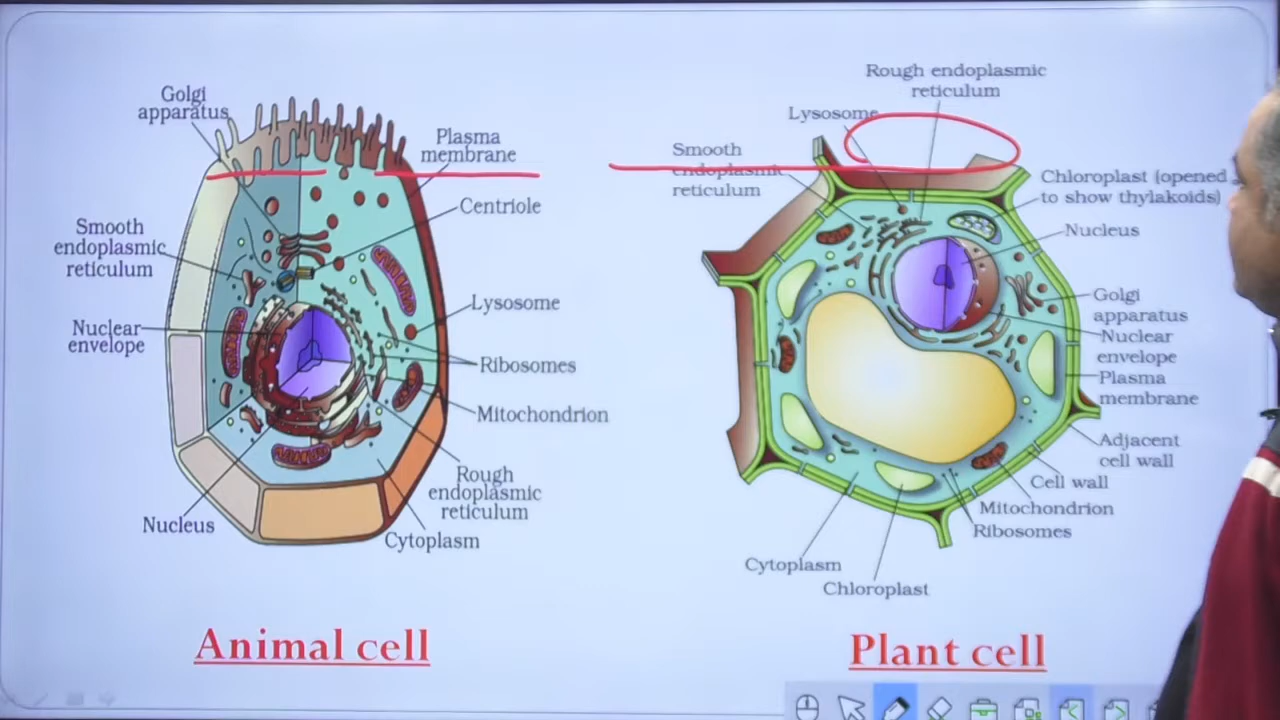 Golgi
apparatus
Plasma
membrane
Centriole
Smooth
endoplasmic
reticulum
Nuclear
envelope
Lysosome
Ribosomes
Mitochondrion
Rough
endoplasmic
reticulum
Nucleus
Cytoplasm
Animal cell
Rough endoplasmic
reticulum
Lysosome
Smooth
endoplasmic
reticulum
Chloroplast (opened
to show thylakoids)
Nucleus
Golgi
apparatus
Nuclear
envelope
Plasma
membrane
Adjacent
cell wall
Cell wall
Mitochondrion
Ribosomes
Cytoplasm
Chloroplast
Plant cell